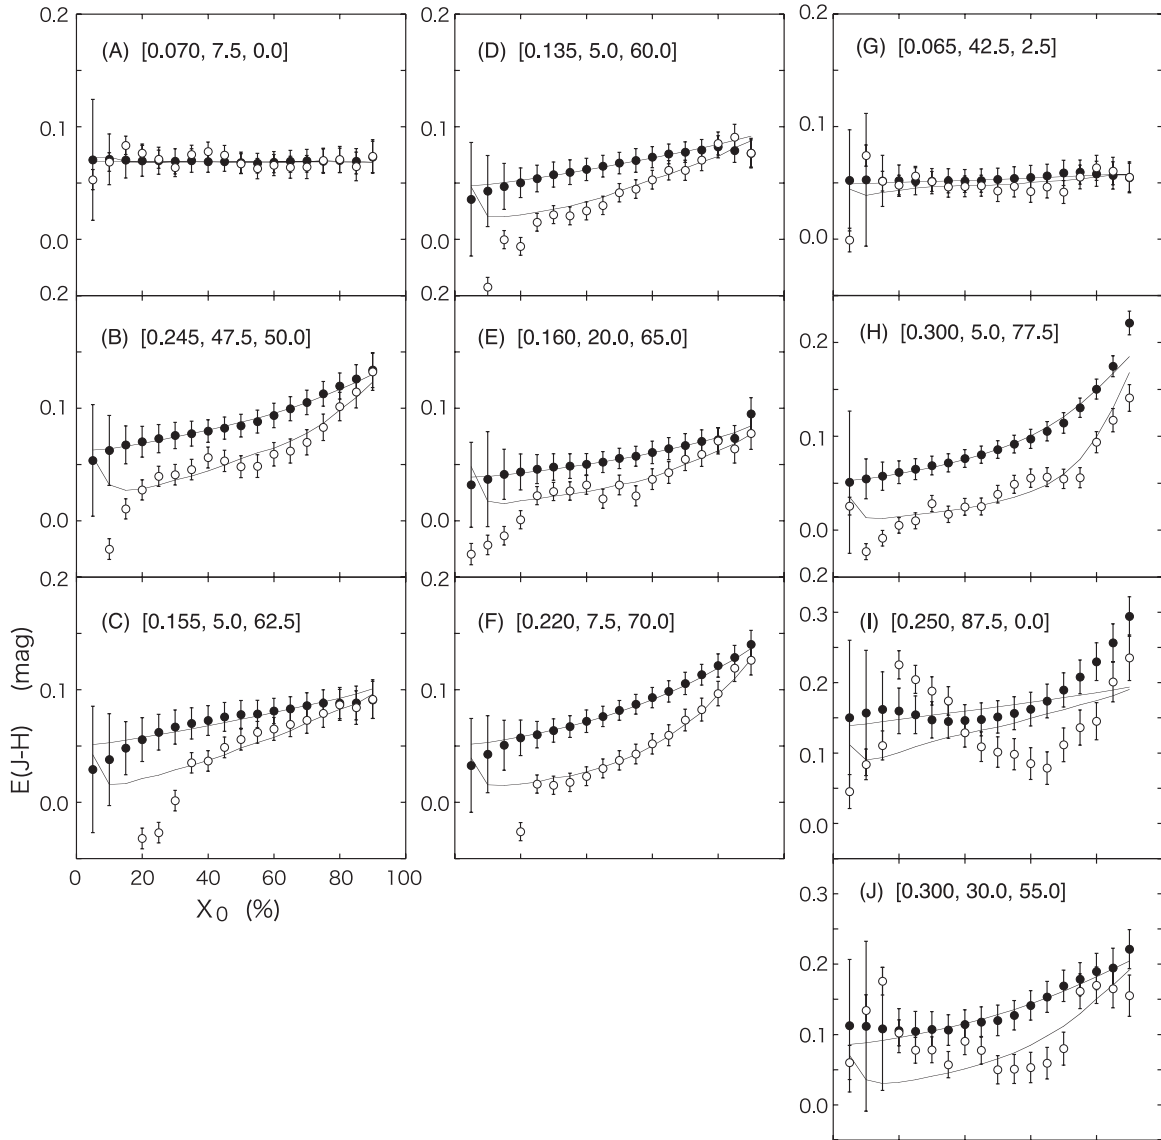 0.2
(A) [0.070, 7.5, 0.0]
0.1
0.0
0.2
(B) [0.245, 47.5, 50.0]
0.1
0.0
0.2
(C) [0.155, 5.0, 62.5]
0.1
0.0
0 20 40 60 80 100
X0 (%)
E(J-H) (mag)
0.2
(D) [0.135, 5.0, 60.0]
0.1
0.0
0.2
(E) [0.160, 20.0, 65.0]
0.1
0.0
0.2
(F) [0.220, 7.5, 70.0]
0.1
0.0
0.2
(G) [0.065, 42.5, 2.5]
0.1
0.0
0.2
(H) [0.300, 5.0, 77.5]
0.2
0.1
0.0
0.2
(I) [0.250, 87.5, 0.0]
0.3
0.2
0.1
0.0
(J) [0.300, 30.0, 55.0]
0.3
0.2
0.1
0.0